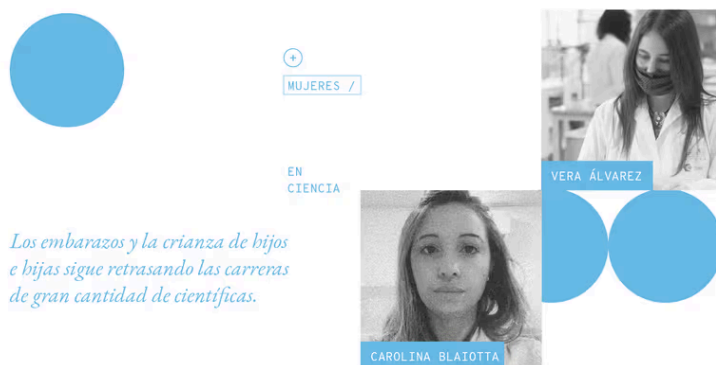 MUJERES /
EN
CIENCIA
VERA ÁLVAREZ
Los embarazos y la crianza de hijos
e hijas sigue retrasando las carreras
de gran cantidad de científicas.
CAROLINA BLAIOTTA